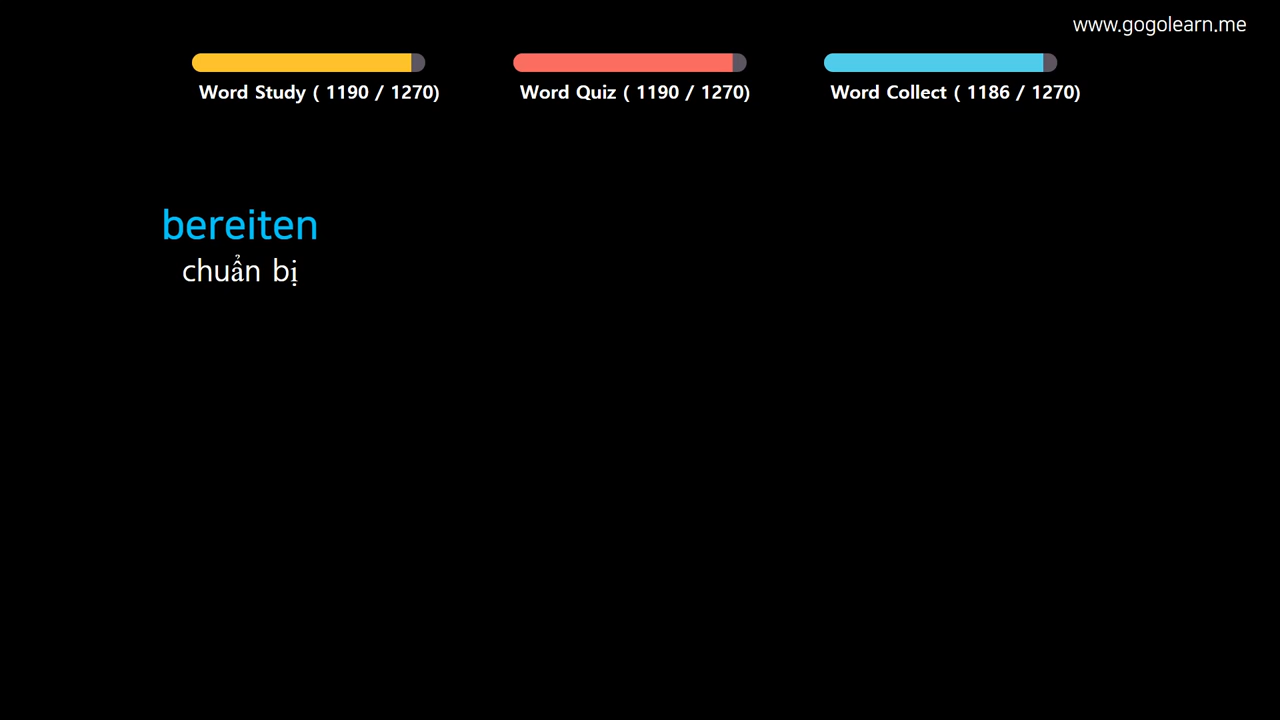 www.gogolearn.me
Word Study ( 1190 / 1270)
Word Quiz ( 1190 / 1270)
Word Collect ( 1186 / 1270)
bereiten
chuẩn bị